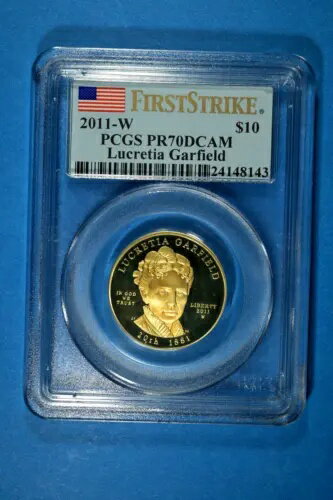 FIRSTSTRIKE®
2011-W $10
PCGS PR70DCAM
Lucretia Garfield
24148143
LUCRETIA GARFIELD
IN GOD
WE
TRUST
LIBERTY
2011
W
20th 1881